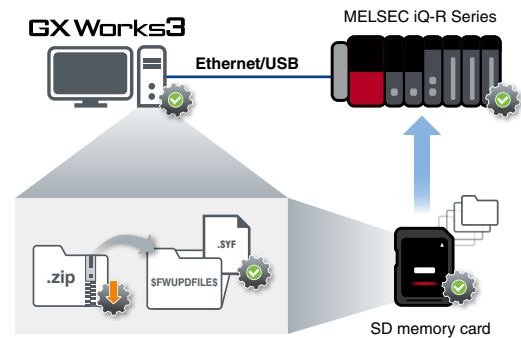 GX Works3
MELSEC iQ-R Series
Ethernet/USB
.zip
.SYF
$FWUPDFILE$
SD memory card